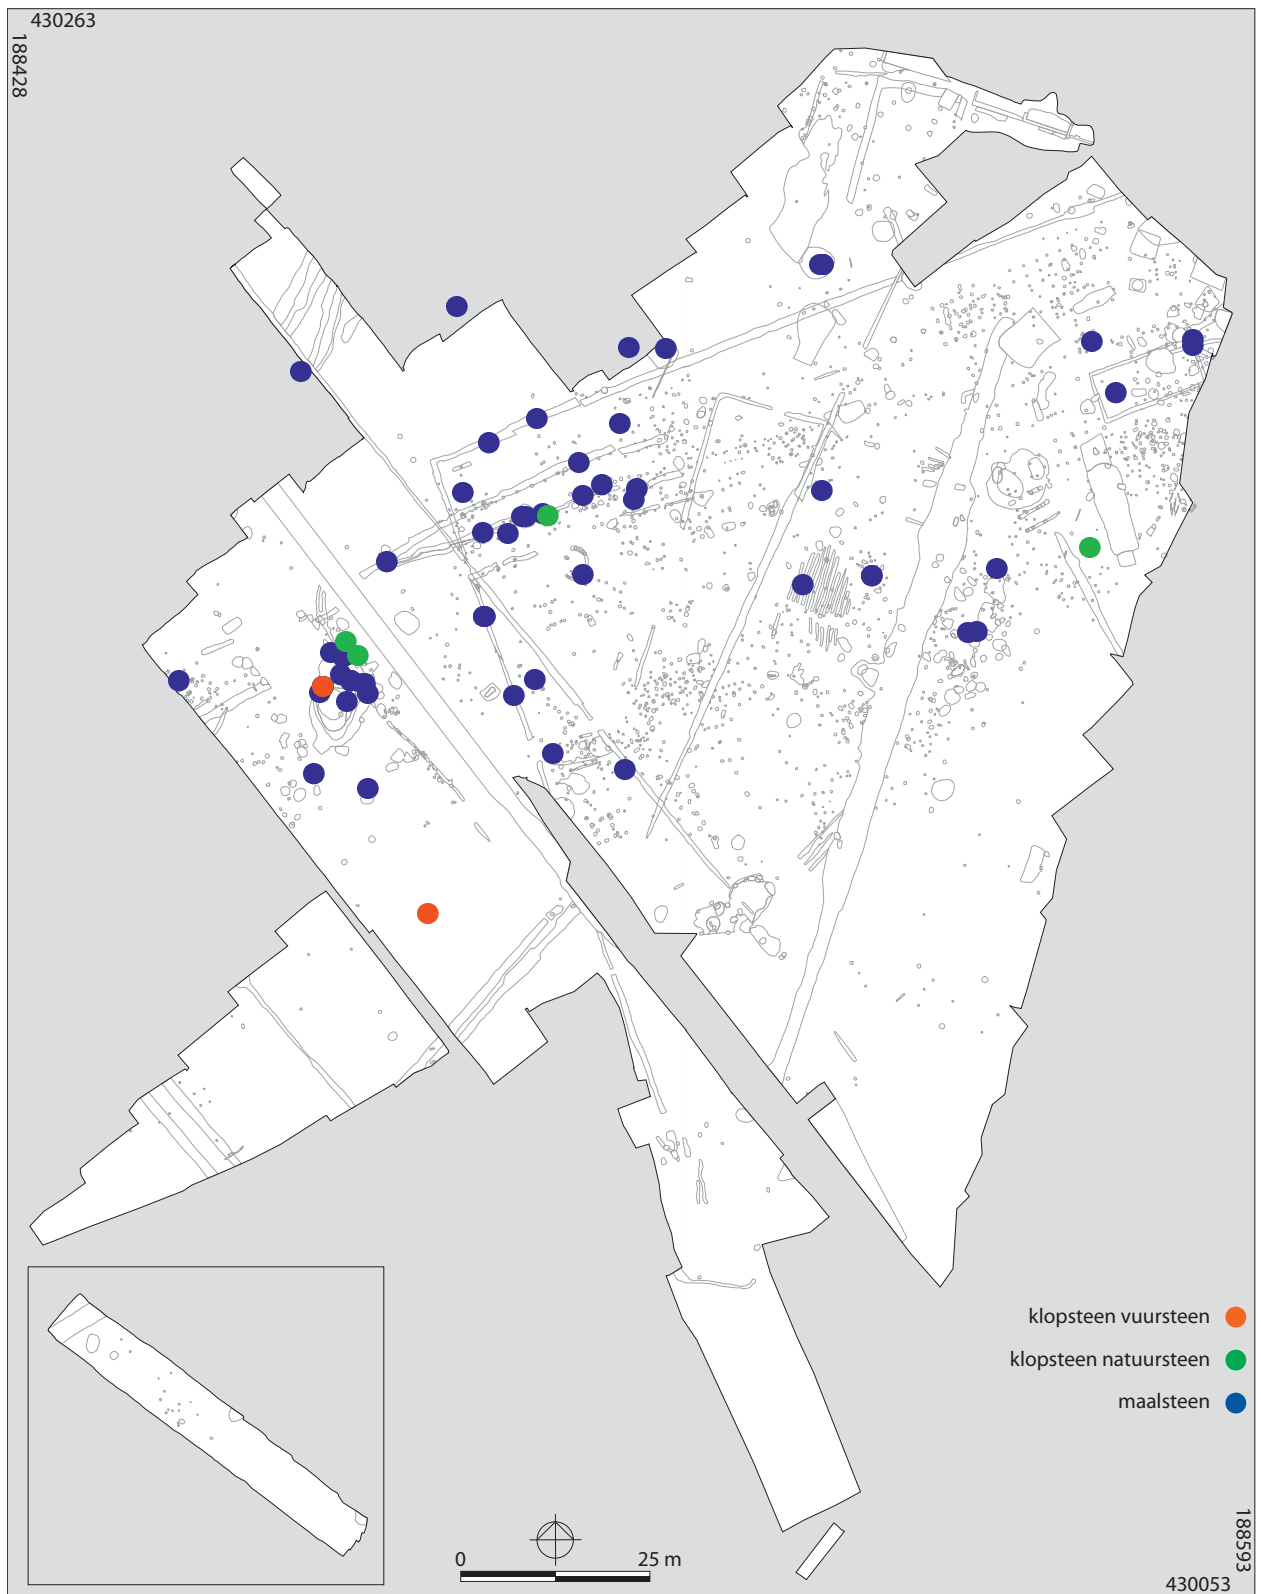 430263
188428
klopsteen vuursteen
klopsteen natuursteen
maalsteen
0 25 m
188593
430053